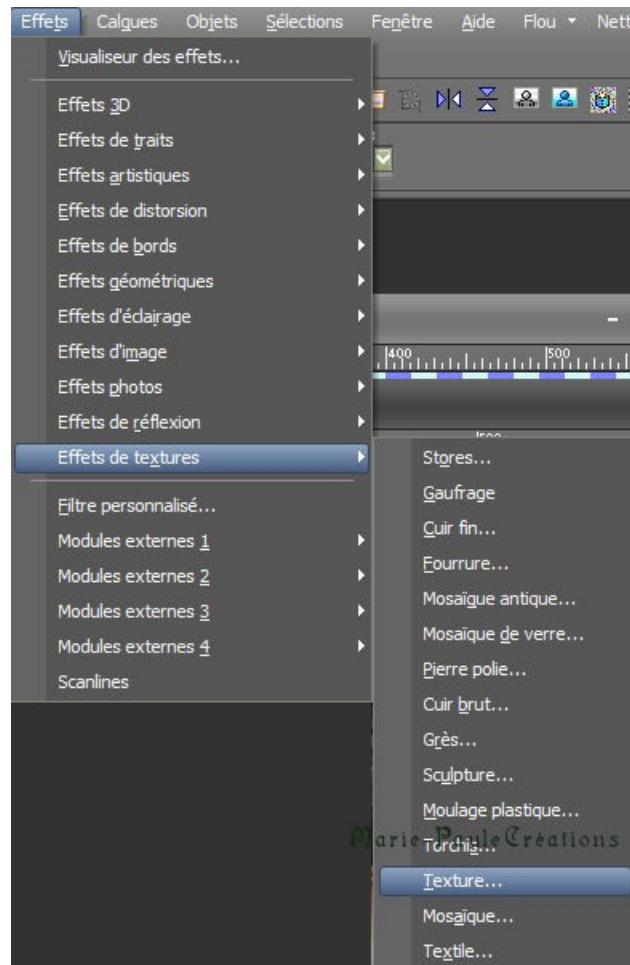 Effets Calques Objets Sélections Fenêtre Aide Flou Nett
Visualiseur des effets...
Effets 3D
Effets de traits
Effets artistiques
Effets de distorsion
Effets de bords
Effets géométriques
Effets d'éclairage
Effets d'image
400 500
Effets photos
Effets de réflexion
Effets de textures
Stores...
Gaufrage
Filtre personnalisé...
Cuir fin...
Modules externes 1
Fourrure...
Modules externes 2
Mosaïque antique...
Modules externes 3
Mosaïque de verre...
Modules externes 4
Pierre polie...
Scanlines
Cuir brut...
Grès...
Sculpture...
Moulage plastique...
Marie-Paule Créations
Torchis...
Texture...
Mosaïque...
Textile...